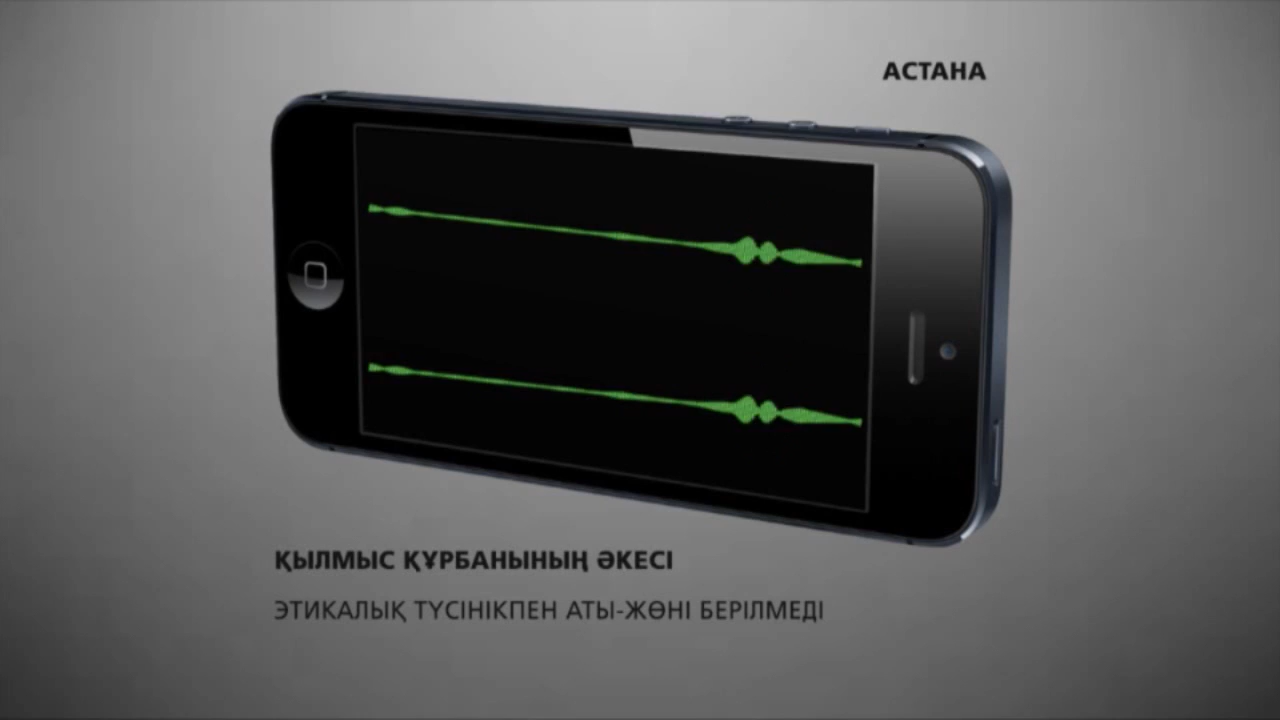 АСТАНА
ҚЫЛМЫС ҚҰРБАНЫНЫҢ ӘКЕСІ
ЭТИКАЛЫҚ ТҮСІНІКПЕН АТЫ-ЖӨНІ БЕРІЛМЕДІ